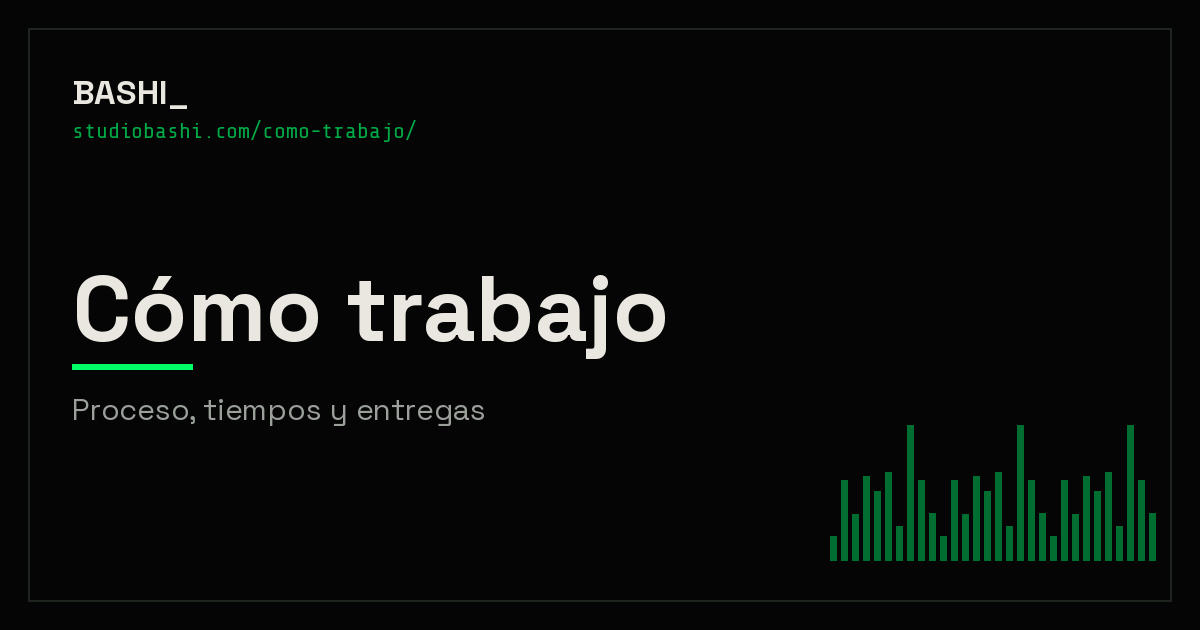 BASHI_
studiobashi.com/como-trabajo/
Cómo trabajo
Proceso, tiempos y entregas